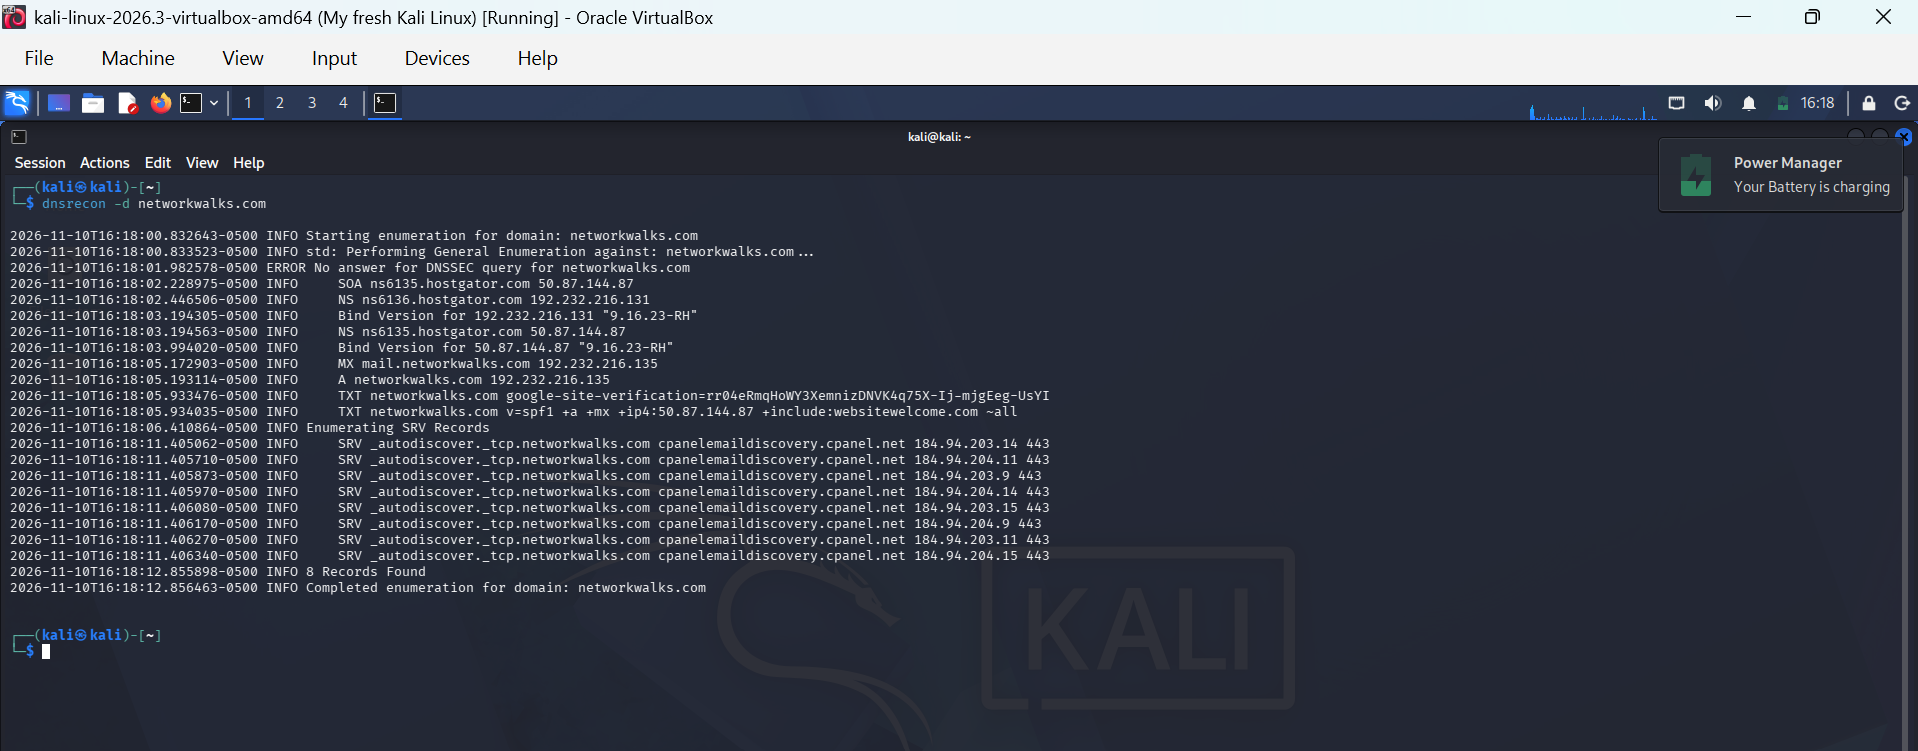 kali-linux-2026.3-virtualbox-amd64 (My fresh Kali Linux) [Running] - Oracle VirtualBox
File Machine View Input Devices Help
1 2 3 4 16:18
kali@kali: ~
Session Actions Edit View Help
Power Manager
Your Battery is charging
┌──(kali㉿kali)-[~]
└─$ dnsrecon -d networkwalks.com
2026-11-10T16:18:00.832643-0500 INFO Starting enumeration for domain: networkwalks.com
2026-11-10T16:18:00.833523-0500 INFO std: Performing General Enumeration against: networkwalks.com...
2026-11-10T16:18:01.982578-0500 ERROR No answer for DNSSEC query for networkwalks.com
2026-11-10T16:18:02.228975-0500 INFO SOA ns6135.hostgator.com 50.87.144.87
2026-11-10T16:18:02.446506-0500 INFO NS ns6136.hostgator.com 192.232.216.131
2026-11-10T16:18:03.194305-0500 INFO Bind Version for 192.232.216.131 "9.16.23-RH"
2026-11-10T16:18:03.194563-0500 INFO NS ns6135.hostgator.com 50.87.144.87
2026-11-10T16:18:03.994020-0500 INFO Bind Version for 50.87.144.87 "9.16.23-RH"
2026-11-10T16:18:05.172903-0500 INFO MX mail.networkwalks.com 192.232.216.135
2026-11-10T16:18:05.193114-0500 INFO A networkwalks.com 192.232.216.135
2026-11-10T16:18:05.933476-0500 INFO TXT networkwalks.com google-site-verification=rr04eRmqHoWY3XemnizDNVK4q75X-Ij-mjgEeg-UsYI
2026-11-10T16:18:05.934035-0500 INFO TXT networkwalks.com v=spf1 +a +mx +ip4:50.87.144.87 +include:websitewelcome.com ~all
2026-11-10T16:18:06.410864-0500 INFO Enumerating SRV Records
2026-11-10T16:18:11.405062-0500 INFO SRV _autodiscover._tcp.networkwalks.com cpanelemaildiscovery.cpanel.net 184.94.203.14 443
2026-11-10T16:18:11.405710-0500 INFO SRV _autodiscover._tcp.networkwalks.com cpanelemaildiscovery.cpanel.net 184.94.204.11 443
2026-11-10T16:18:11.405873-0500 INFO SRV _autodiscover._tcp.networkwalks.com cpanelemaildiscovery.cpanel.net 184.94.203.9 443
2026-11-10T16:18:11.405970-0500 INFO SRV _autodiscover._tcp.networkwalks.com cpanelemaildiscovery.cpanel.net 184.94.204.14 443
2026-11-10T16:18:11.406080-0500 INFO SRV _autodiscover._tcp.networkwalks.com cpanelemaildiscovery.cpanel.net 184.94.203.15 443
2026-11-10T16:18:11.406170-0500 INFO SRV _autodiscover._tcp.networkwalks.com cpanelemaildiscovery.cpanel.net 184.94.204.9 443
2026-11-10T16:18:11.406270-0500 INFO SRV _autodiscover._tcp.networkwalks.com cpanelemaildiscovery.cpanel.net 184.94.203.11 443
2026-11-10T16:18:11.406340-0500 INFO SRV _autodiscover._tcp.networkwalks.com cpanelemaildiscovery.cpanel.net 184.94.204.15 443
2026-11-10T16:18:12.855898-0500 INFO 8 Records Found
2026-11-10T16:18:12.856463-0500 INFO Completed enumeration for domain: networkwalks.com
┌──(kali㉿kali)-[~]
└─$
KALI